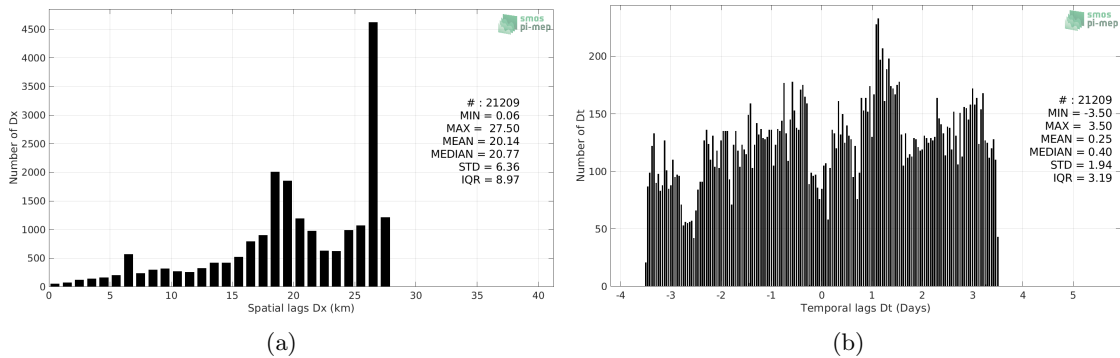 smos
pi-mep
4500
4000
3500
3000
2500
2000
1500
1000
500
0
Number of Dx
# : 21209
MIN = 0.06
MAX = 27.50
MEAN = 20.14
MEDIAN = 20.77
STD = 6.36
IQR = 8.97
0 5 10 15 20 25 30 35 40
Spatial lags Dx (km)
(a)
smos
pi-mep
200
150
100
50
0
Number of Dt
# : 21209
MIN = -3.50
MAX = 3.50
MEAN = 0.25
MEDIAN = 0.40
STD = 1.94
IQR = 3.19
-4 -3 -2 -1 0 1 2 3 4 5
Temporal lags Dt (Days)
(b)